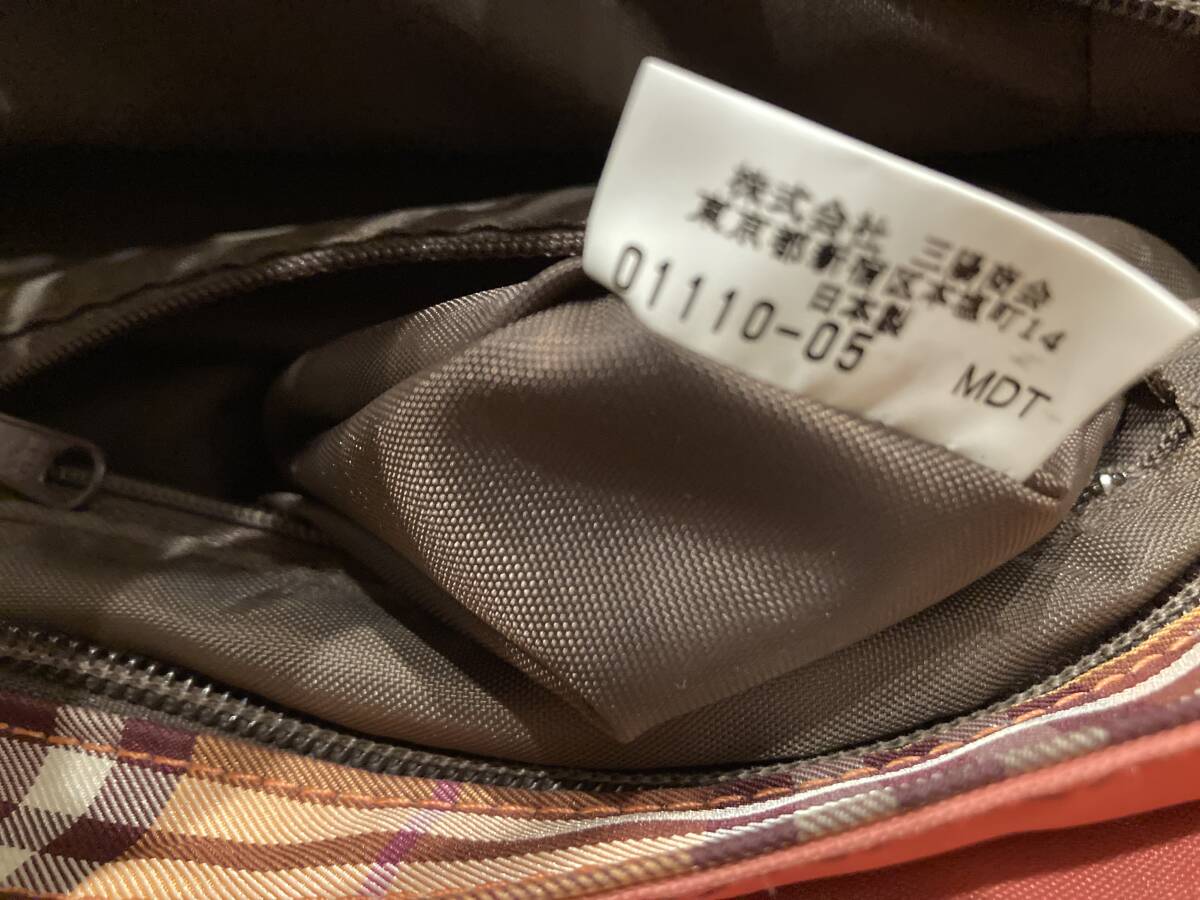 株式会社 三陽商会
東京都新宿区本塩町14
日本製
01110-05 MDT